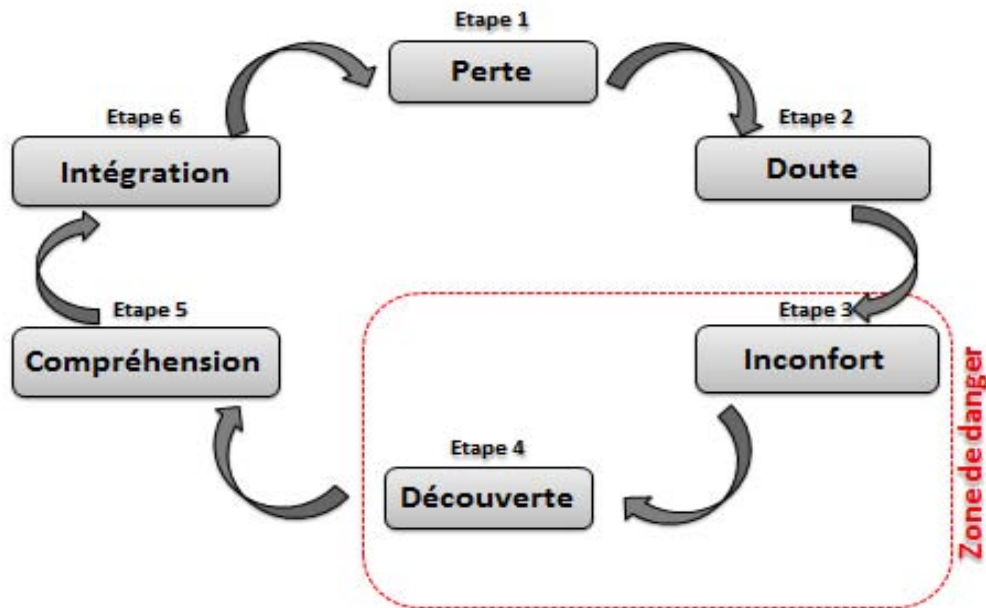 Etape 1
Perte
Etape 2
Doute
Etape 3
Inconfort
Etape 4
Découverte
Etape 5
Compréhension
Etape 6
Intégration
Zone de danger